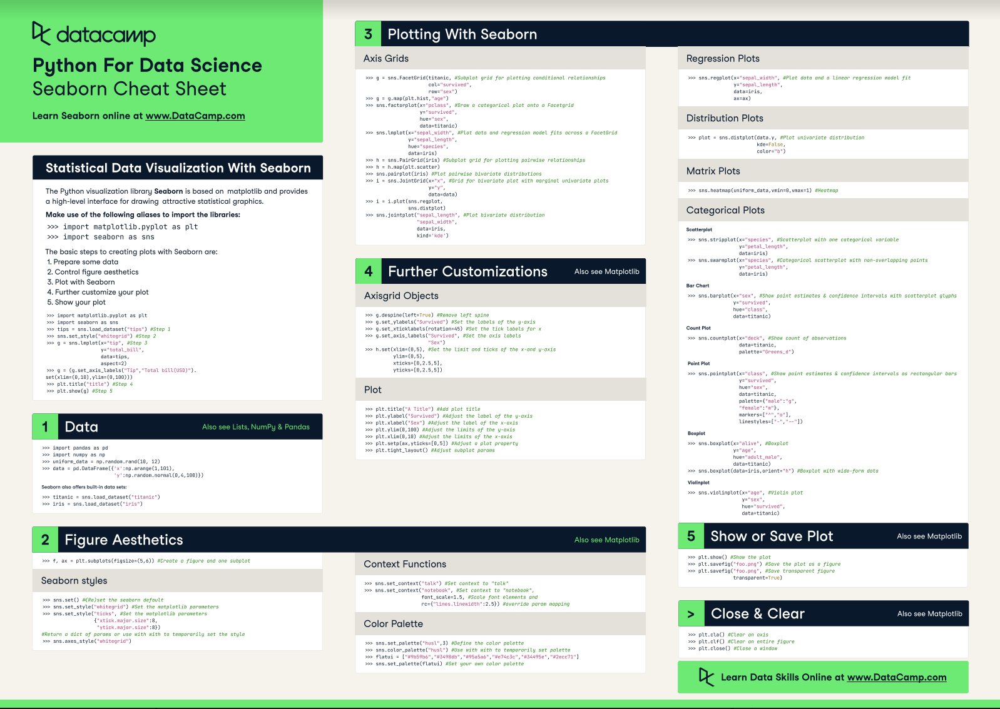 datacamp
Python For Data Science
Seaborn Cheat Sheet
Learn Seaborn online at www.DataCamp.com
Statistical Data Visualization With Seaborn
The Python visualization library Seaborn is based on matplotlib and provides
a high-level interface for drawing attractive statistical graphics.
Make use of the following aliases to import the libraries:
>>> import matplotlib.pyplot as plt
>>> import seaborn as sns
The basic steps to creating plots with Seaborn are:
1. Prepare some data
2. Control figure aesthetics
3. Plot with Seaborn
4. Further customize your plot
5. Show your plot
>>> import matplotlib.pyplot as plt
>>> import seaborn as sns
>>> tips = sns.load_dataset("tips") #Step 1
>>> sns.set_style("whitegrid") #Step 2
>>> g = sns.lmplot(x="tip", #Step 3
y="total_bill",
data=tips,
aspect=2)
>>> g = (g.set_axis_labels("Tip","Total bill(USD)").
set(xlim=(0,10),ylim=(0,100)))
>>> plt.title("title") #Step 4
>>> plt.show(g) #Step 5
1 Data Also see Lists, NumPy & Pandas
>>> import pandas as pd
>>> import numpy as np
>>> uniform_data = np.random.rand(10, 12)
>>> data = pd.DataFrame({'x':np.arange(1,101),
'y':np.random.normal(0,4,100)})
Seaborn also offers built-in data sets:
>>> titanic = sns.load_dataset("titanic")
>>> iris = sns.load_dataset("iris")
2 Figure Aesthetics Also see Matplotlib
>>> f, ax = plt.subplots(figsize=(5,6)) #Create a figure and one subplot
Seaborn styles
>>> sns.set() #(Re)set the seaborn default
>>> sns.set_style("whitegrid") #Set the matplotlib parameters
>>> sns.set_style("ticks", #Set the matplotlib parameters
{"xtick.major.size":8,
"ytick.major.size":8})
#Return a dict of params or use with with to temporarily set the style
>>> sns.axes_style("whitegrid")
Context Functions
>>> sns.set_context("talk") #Set context to "talk"
>>> sns.set_context("notebook", #Set context to "notebook",
font_scale=1.5, #Scale font elements and
rc={"lines.linewidth":2.5}) #override param mapping
Color Palette
>>> sns.set_palette("husl",3) #Define the color palette
>>> sns.color_palette("husl") #Use with with to temporarily set palette
>>> flatui = ["#9b59b6","#3498db","#95a5a6","#e74c3c","#34495e","#2ecc71"]
>>> sns.set_palette(flatui) #Set your own color palette
3 Plotting With Seaborn
Axis Grids
>>> g = sns.FacetGrid(titanic, #Subplot grid for plotting conditional relationships
col="survived",
row="sex")
>>> g = g.map(plt.hist,"age")
>>> sns.factorplot(x="pclass", #Draw a categorical plot onto a Facetgrid
y="survived",
hue="sex",
data=titanic)
>>> sns.lmplot(x="sepal_width", #Plot data and regression model fits across a FacetGrid
y="sepal_length",
hue="species",
data=iris)
>>> h = sns.PairGrid(iris) #Subplot grid for plotting pairwise relationships
>>> h = h.map(plt.scatter)
>>> sns.pairplot(iris) #Plot pairwise bivariate distributions
>>> i = sns.JointGrid(x="x", #Grid for bivariate plot with marginal univariate plots
y="y",
data=data)
>>> i = i.plot(sns.regplot,
sns.distplot)
>>> sns.jointplot("sepal_length", #Plot bivariate distribution
"sepal_width",
data=iris,
kind='kde')
4 Further Customizations Also see Matplotlib
Axisgrid Objects
>>> g.despine(left=True) #Remove left spine
>>> g.set_ylabels("Survived") #Set the labels of the y-axis
>>> g.set_xticklabels(rotation=45) #Set the tick labels for x
>>> g.set_axis_labels("Survived", #Set the axis labels
"Sex")
>>> h.set(xlim=(0,5), #Set the limit and ticks of the x-and y-axis
ylim=(0,5),
xticks=[0,2.5,5],
yticks=[0,2.5,5])
Plot
>>> plt.title("A Title") #Add plot title
>>> plt.ylabel("Survived") #Adjust the label of the y-axis
>>> plt.xlabel("Sex") #Adjust the label of the x-axis
>>> plt.ylim(0,100) #Adjust the limits of the y-axis
>>> plt.xlim(0,10) #Adjust the limits of the x-axis
>>> plt.setp(ax,yticks=[0,5]) #Adjust a plot property
>>> plt.tight_layout() #Adjust subplot params
Regression Plots
>>> sns.regplot(x="sepal_width", #Plot data and a linear regression model fit
y="sepal_length",
data=iris,
ax=ax)
Distribution Plots
>>> plot = sns.distplot(data.y, #Plot univariate distribution
kde=False,
color="b")
Matrix Plots
>>> sns.heatmap(uniform_data,vmin=0,vmax=1) #Heatmap
Categorical Plots
Scatterplot
>>> sns.stripplot(x="species", #Scatterplot with one categorical variable
y="petal_length",
data=iris)
>>> sns.swarmplot(x="species", #Categorical scatterplot with non-overlapping points
y="petal_length",
data=iris)
Bar Chart
>>> sns.barplot(x="sex", #Show point estimates & confidence intervals with scatterplot glyphs
y="survived",
hue="class",
data=titanic)
Count Plot
>>> sns.countplot(x="deck", #Show count of observations
data=titanic,
palette="Greens_d")
Point Plot
>>> sns.pointplot(x="class", #Show point estimates & confidence intervals as rectangular bars
y="survived",
hue="sex",
data=titanic,
palette={"male":"g",
"female":"m"},
markers=["^","o"],
linestyles=["-","--"])
Boxplot
>>> sns.boxplot(x="alive", #Boxplot
y="age",
hue="adult_male",
data=titanic)
>>> sns.boxplot(data=iris,orient="h") #Boxplot with wide-form data
Violinplot
>>> sns.violinplot(x="age", #Violin plot
y="sex",
hue="survived",
data=titanic)
5 Show or Save Plot Also see Matplotlib
>>> plt.show() #Show the plot
>>> plt.savefig("foo.png") #Save the plot as a figure
>>> plt.savefig("foo.png", #Save transparent figure
transparent=True)
> Close & Clear Also see Matplotlib
>>> plt.cla() #Clear an axis
>>> plt.clf() #Clear an entire figure
>>> plt.close() #Close a window
Learn Data Skills Online at www.DataCamp.com